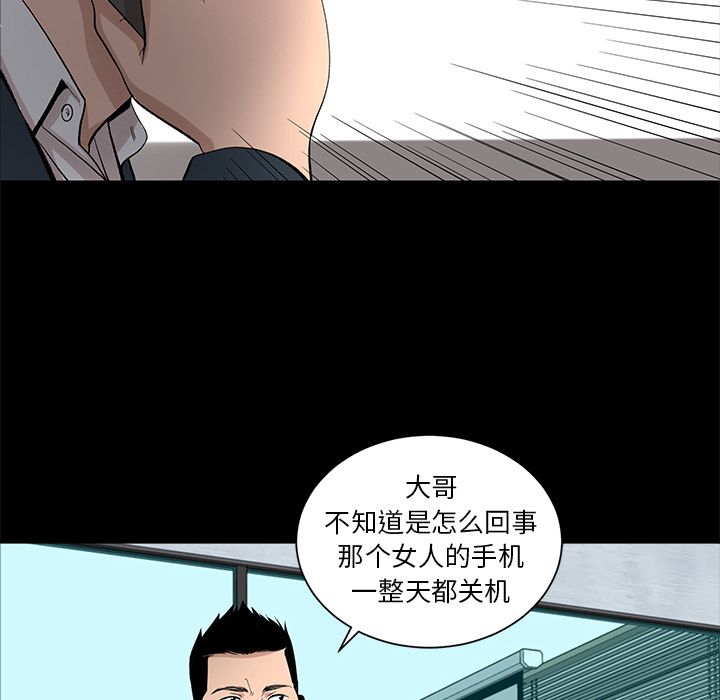 大哥
不知道是怎么回事
那个女人的手机
一整天都关机